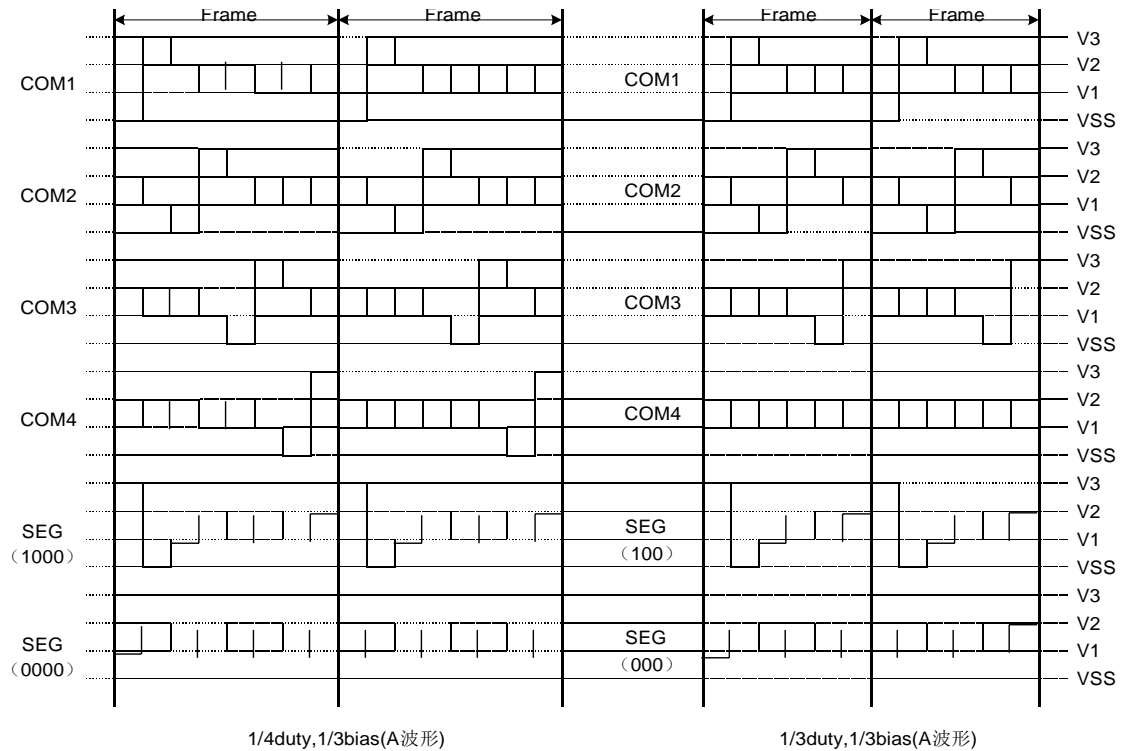 Frame Frame Frame Frame
V3
V2
COM1 COM1
V1
VSS
V3
V2
COM2 COM2
V1
VSS
V3
V2
COM3 COM3
V1
VSS
V3
V2
COM4 COM4
V1
VSS
V3
V2
SEG SEG
V1
（1000） （100）
VSS
V3
V2
SEG SEG
V1
（0000） （000）
VSS
1/4duty,1/3bias(A波形) 1/3duty,1/3bias(A波形)